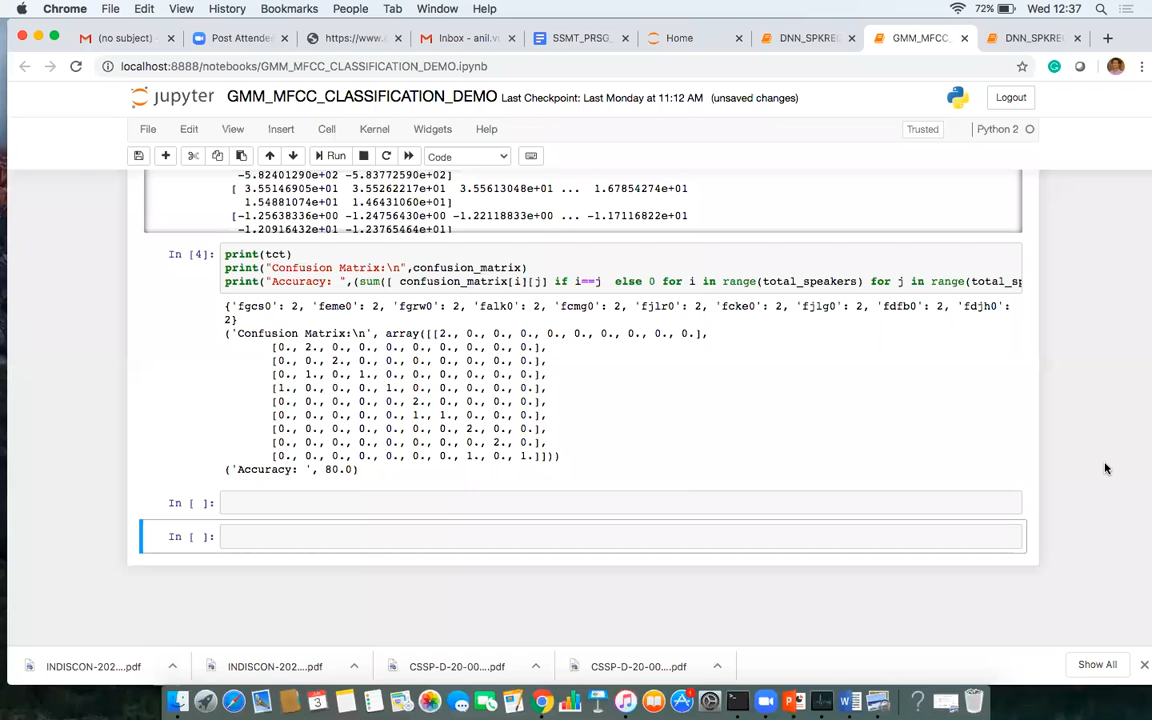 Chrome File Edit View History Bookmarks People Tab Window Help 72% Wed 12:37
(no subject) - Post Attende https://www. Inbox - anil.vu SSMT_PRSG_ Home DNN_SPKRE GMM_MFCC_ DNN_SPKRE
localhost:8888/notebooks/GMM_MFCC_CLASSIFICATION_DEMO.ipynb
jupyter GMM_MFCC_CLASSIFICATION_DEMO Last Checkpoint: Last Monday at 11:12 AM (unsaved changes) Logout
File Edit View Insert Cell Kernel Widgets Help Trusted Python 2
Run Code
-5.82401290e+02 -5.83772590e+02]
[ 3.55146905e+01 3.55262217e+01 3.55613048e+01 ... 1.67854274e+01
1.54881074e+01 1.46431060e+01]
[-1.25638336e+00 -1.24756430e+00 -1.22118833e+00 ... -1.17116822e+01
-1.20916432e+01 -1.23765464e+01]
In [4]: print(tct)
print("Confusion Matrix:\n",confusion_matrix)
print("Accuracy: ",(sum([ confusion_matrix[i][j] if i==j else 0 for i in range(total_speakers) for j in range(total_sp
{'fgcs0': 2, 'feme0': 2, 'fgrw0': 2, 'falk0': 2, 'fcmg0': 2, 'fjlr0': 2, 'fcke0': 2, 'fjlg0': 2, 'fdfb0': 2, 'fdjh0':
2}
('Confusion Matrix:\n', array([[2., 0., 0., 0., 0., 0., 0., 0., 0., 0.],
[0., 2., 0., 0., 0., 0., 0., 0., 0., 0.],
[0., 0., 2., 0., 0., 0., 0., 0., 0., 0.],
[0., 1., 0., 1., 0., 0., 0., 0., 0., 0.],
[1., 0., 0., 0., 1., 0., 0., 0., 0., 0.],
[0., 0., 0., 0., 0., 2., 0., 0., 0., 0.],
[0., 0., 0., 0., 0., 1., 1., 0., 0., 0.],
[0., 0., 0., 0., 0., 0., 0., 2., 0., 0.],
[0., 0., 0., 0., 0., 0., 0., 0., 2., 0.],
[0., 0., 0., 0., 0., 0., 0., 1., 0., 1.]]))
('Accuracy: ', 80.0)
In [ ]:
In [ ]:
INDISCON-202....pdf INDISCON-202....pdf CSSP-D-20-00....pdf CSSP-D-20-00....pdf Show All